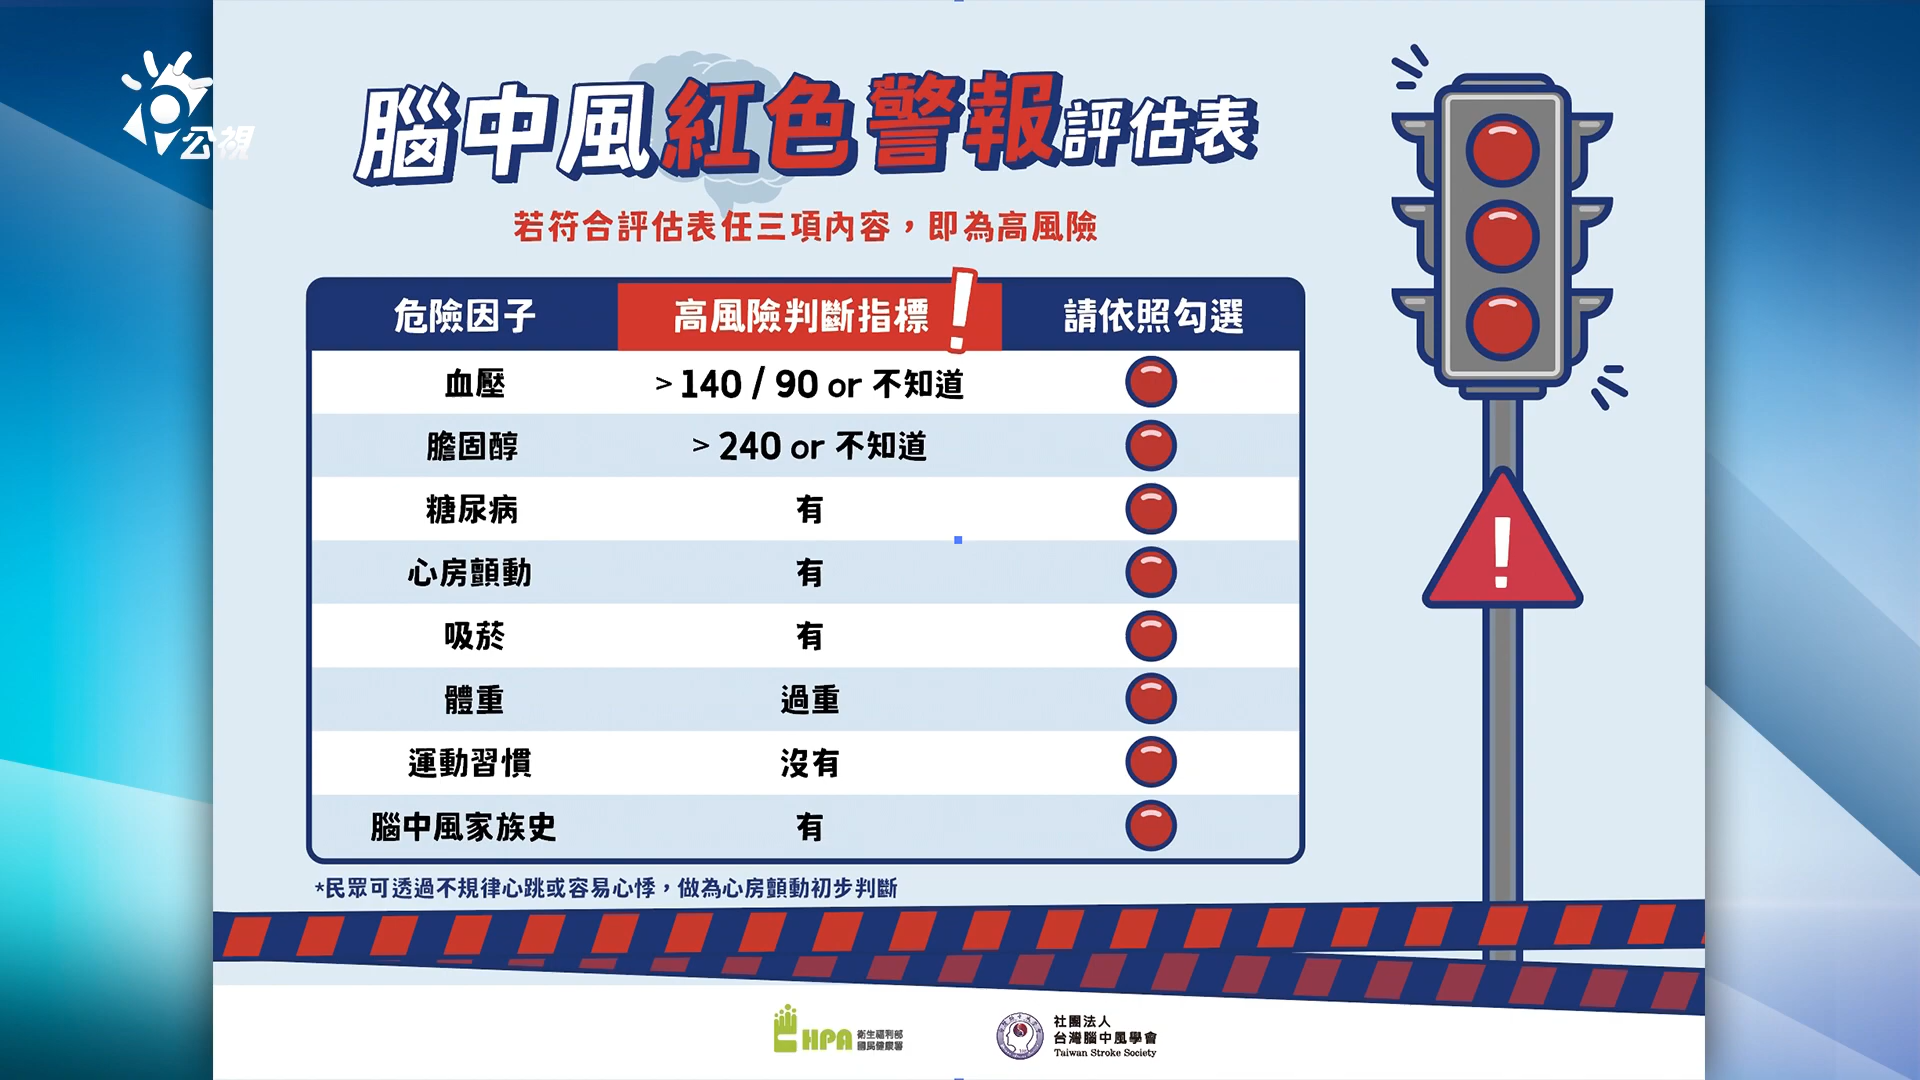 公視
腦中風紅色警報評估表
若符合評估表任三項內容，即為高風險
危險因子 高風險判斷指標 ! 請依照勾選
血壓 > 140 / 90 or 不知道
膽固醇 > 240 or 不知道
糖尿病 有
心房顫動 有
吸菸 有
體重 過重
運動習慣 沒有
腦中風家族史 有
*民眾可透過不規律心跳或容易心悸，做為心房顫動初步判斷
!
HPA 衛生福利部
國民健康署
社團法人
台灣腦中風學會
Taiwan Stroke Society